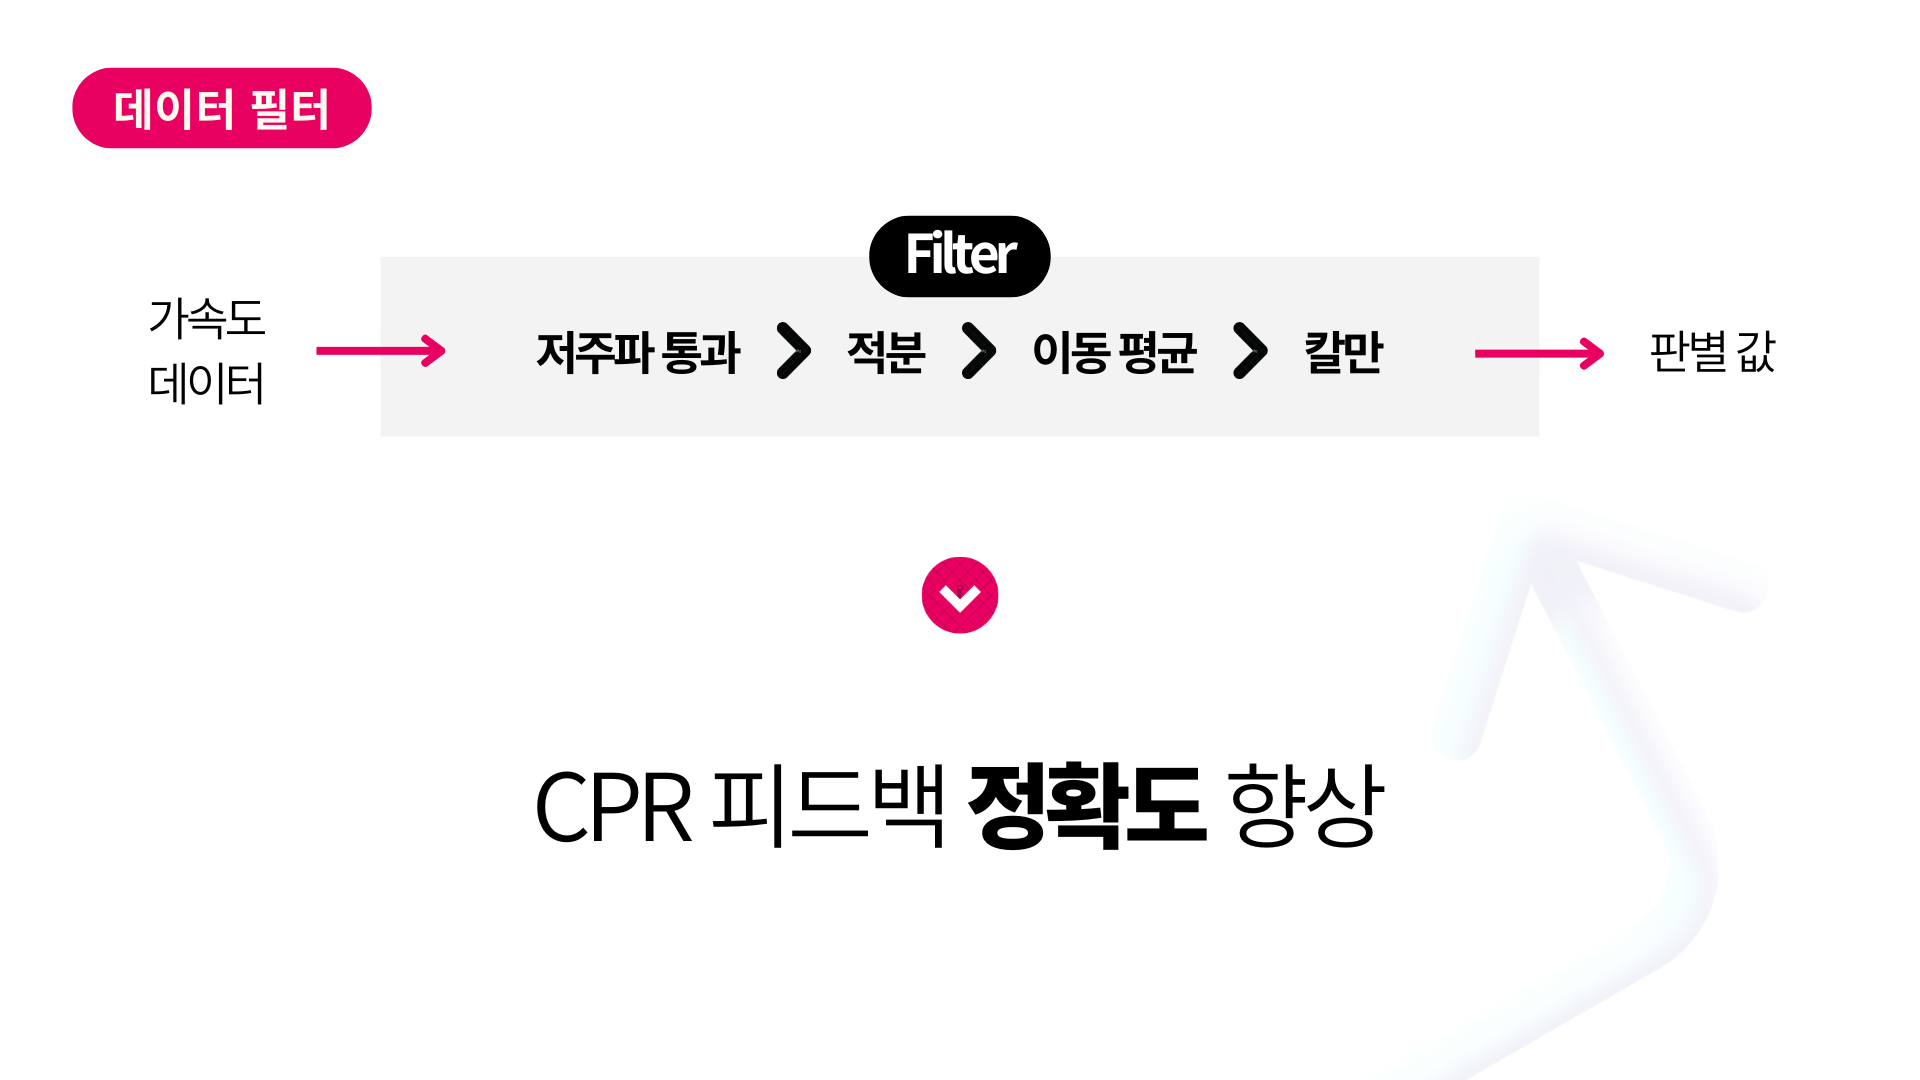 데이터 필터
Filter
가속도
데이터
저주파 통과 적분 이동 평균 칼만
판별 값
CPR 피드백 정확도 향상